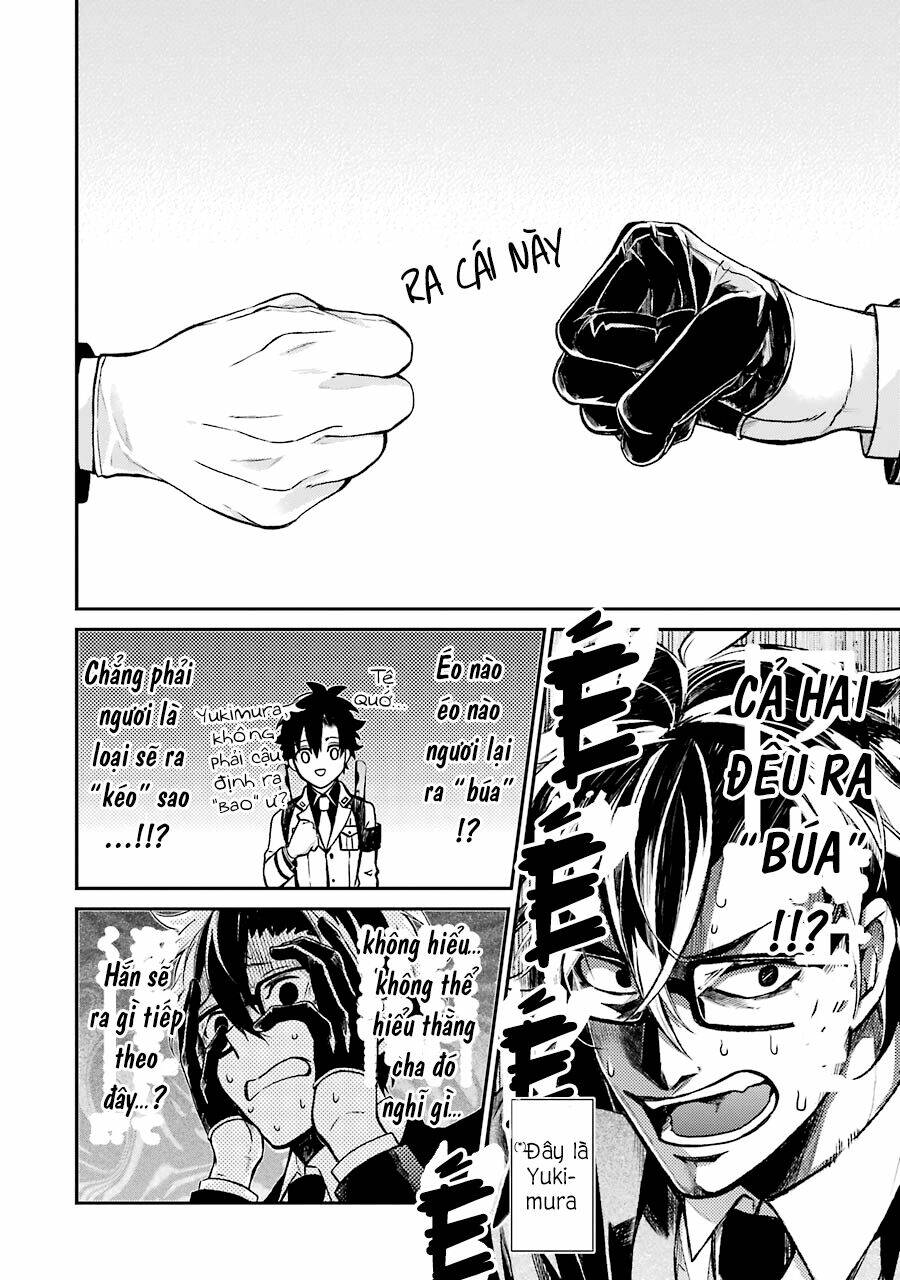 RA CÁI NÀY
CẢ HAI
ĐỀU RA
“BÚA”
!!?
É
É
É
É
É
É
(*)Đây là
Yuki-
mura
Éo nào
éo nào
ngươi lại
ra “búa”
!?
Tê
Quớ...
Yukimura,
không
phải cậu
định ra
"Bao" ư?
Chẳng phải
ngươi là
loại sẽ ra
“kéo” sao
...!!?
không hiểu...
không thể
hiểu thằng
cha đó
nghĩ gì...
Hắn sẽ
ra gì tiếp
theo
đây...?